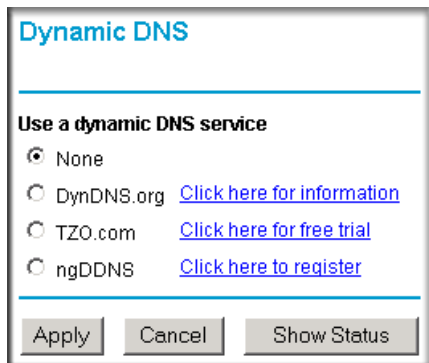 Dynamic DNS
Use a dynamic DNS service
None
DynDNS.org Click here for information
TZO.com Click here for free trial
ngDDNS Click here to register
Apply Cancel Show Status